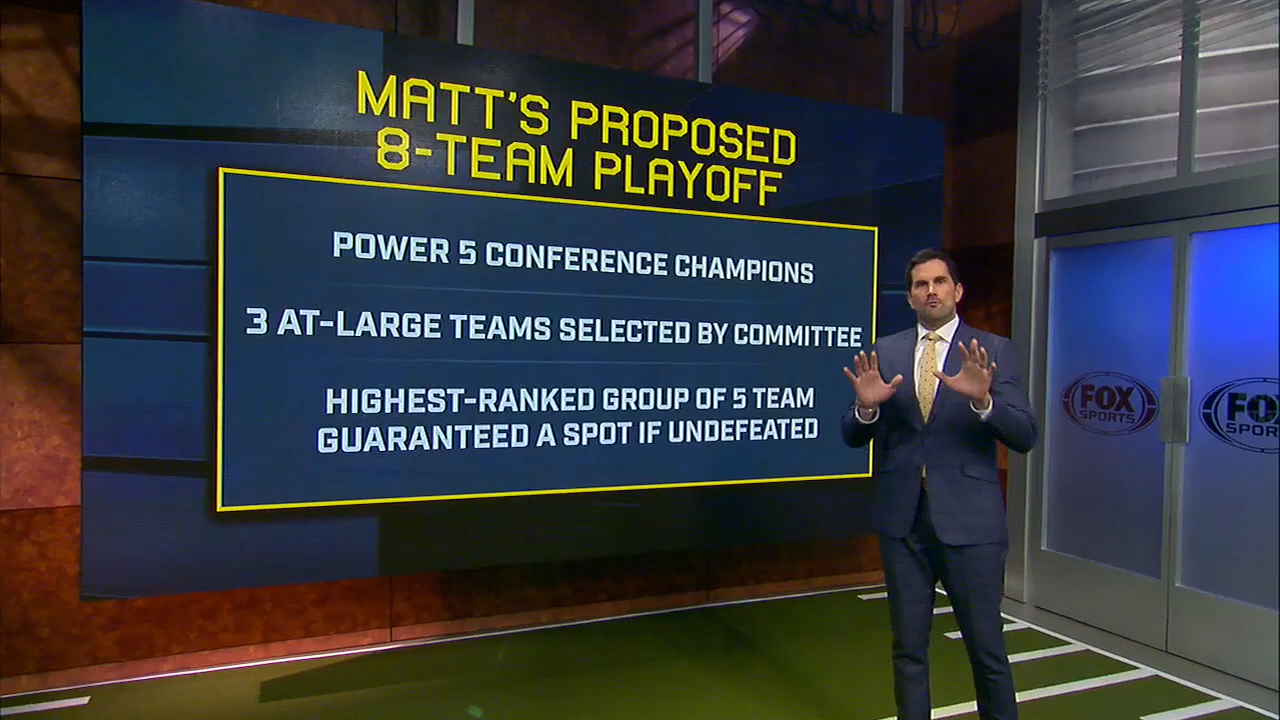 MATT'S PROPOSED
8-TEAM PLAYOFF
POWER 5 CONFERENCE CHAMPIONS
3 AT-LARGE TEAMS SELECTED BY COMMITTEE
HIGHEST-RANKED GROUP OF 5 TEAM
GUARANTEED A SPOT IF UNDEFEATED
FOX
SPORTS
FOX
SPOR